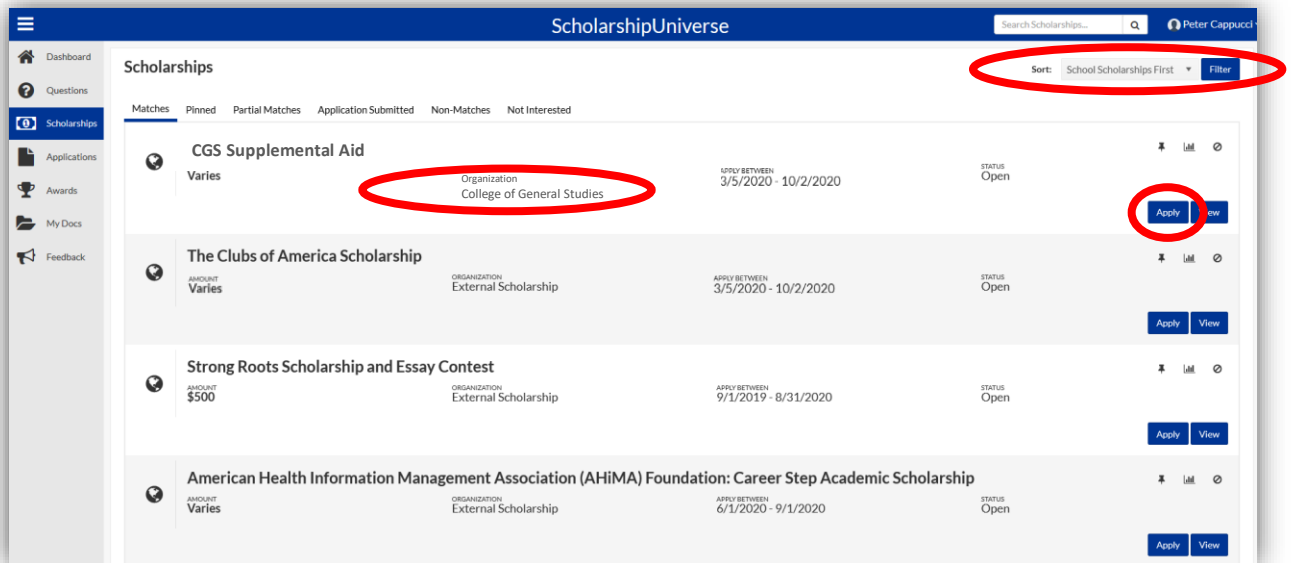 ScholarshipUniverse
Search Scholarships...
Peter Cappucci
Dashboard
Questions
Scholarships
Applications
Awards
My Docs
Feedback
Scholarships
Sort: School Scholarships First Filter
Matches Pinned Partial Matches Application Submitted Non-Matches Not Interested
CGS Supplemental Aid
Varies
Organization
College of General Studies
APPLY BETWEEN
3/5/2020 - 10/2/2020
STATUS
Open
Apply View
The Clubs of America Scholarship
AMOUNT
Varies
ORGANIZATION
External Scholarship
APPLY BETWEEN
3/5/2020 - 10/2/2020
STATUS
Open
Apply View
Strong Roots Scholarship and Essay Contest
AMOUNT
$500
ORGANIZATION
External Scholarship
APPLY BETWEEN
9/1/2019 - 8/31/2020
STATUS
Open
Apply View
American Health Information Management Association (AHiMA) Foundation: Career Step Academic Scholarship
AMOUNT
Varies
ORGANIZATION
External Scholarship
APPLY BETWEEN
6/1/2020 - 9/1/2020
STATUS
Open
Apply View